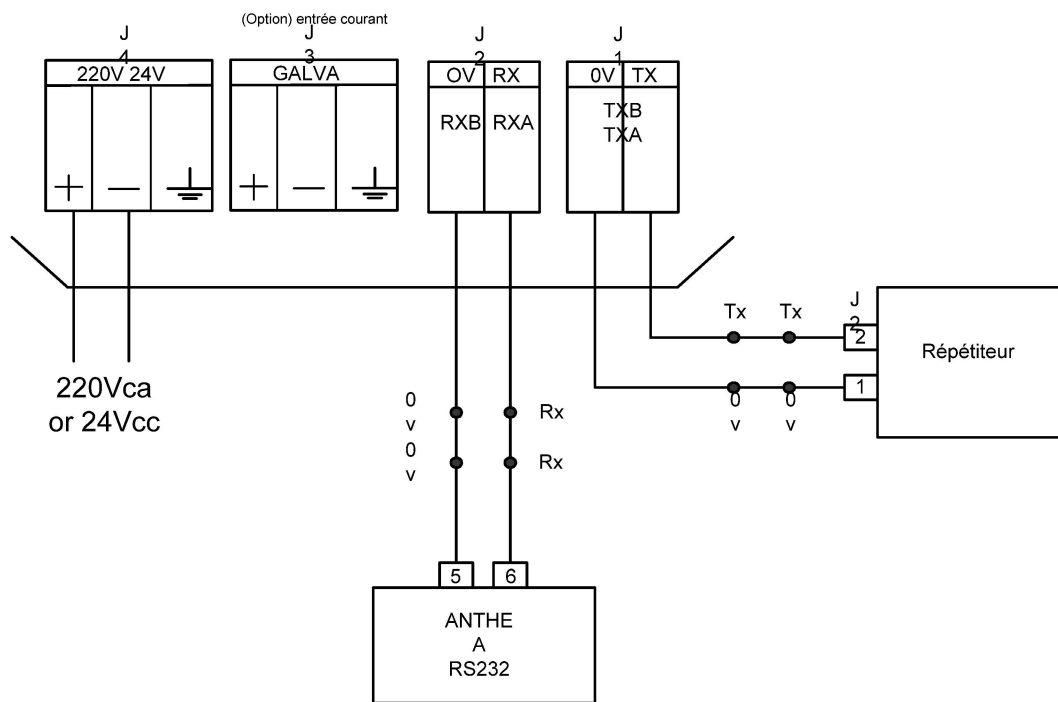 (Option) entrée courant
J
4
220V 24V
+ —
220Vca
or 24Vcc
J
3
GALVA
+ —
J
2
OV RX
RXB RXA
J
1
0V TX
TXB
TXA
0
v
Rx
0
v
Rx
5 6
ANTHE
A
RS232
Tx Tx
0 0
v v
J
2
2
1
Répétiteur